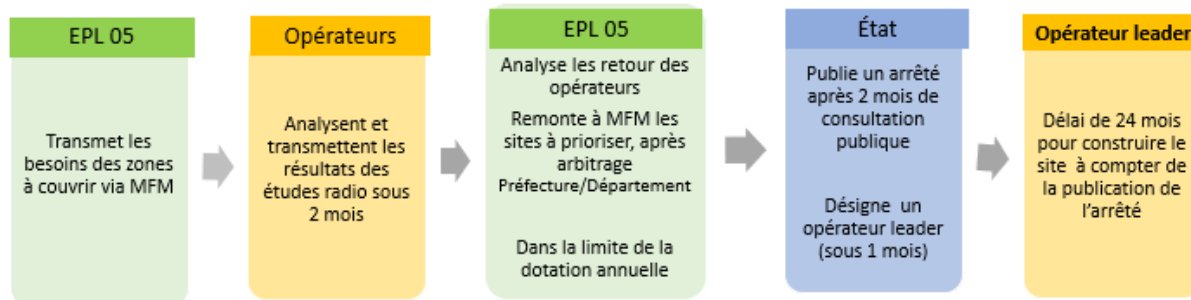 EPL 05
Transmet les
besoins des zones
à couvrir via MFM
Opérateurs
Analysent et
transmettent les
résultats des
études radio sous
2 mois
EPL 05
Analyse les retour des
opérateurs
Remonte à MFM les
sites à prioriser, après
arbitrage
Préfecture/Département
Dans la limite de la
dotation annuelle
État
Publie un arrêté
après 2 mois de
consultation
publique
Désigne un
opérateur leader
(sous 1 mois)
Opérateur leader
Délai de 24 mois
pour construire le
site à compter de
la publication de
l'arrêté